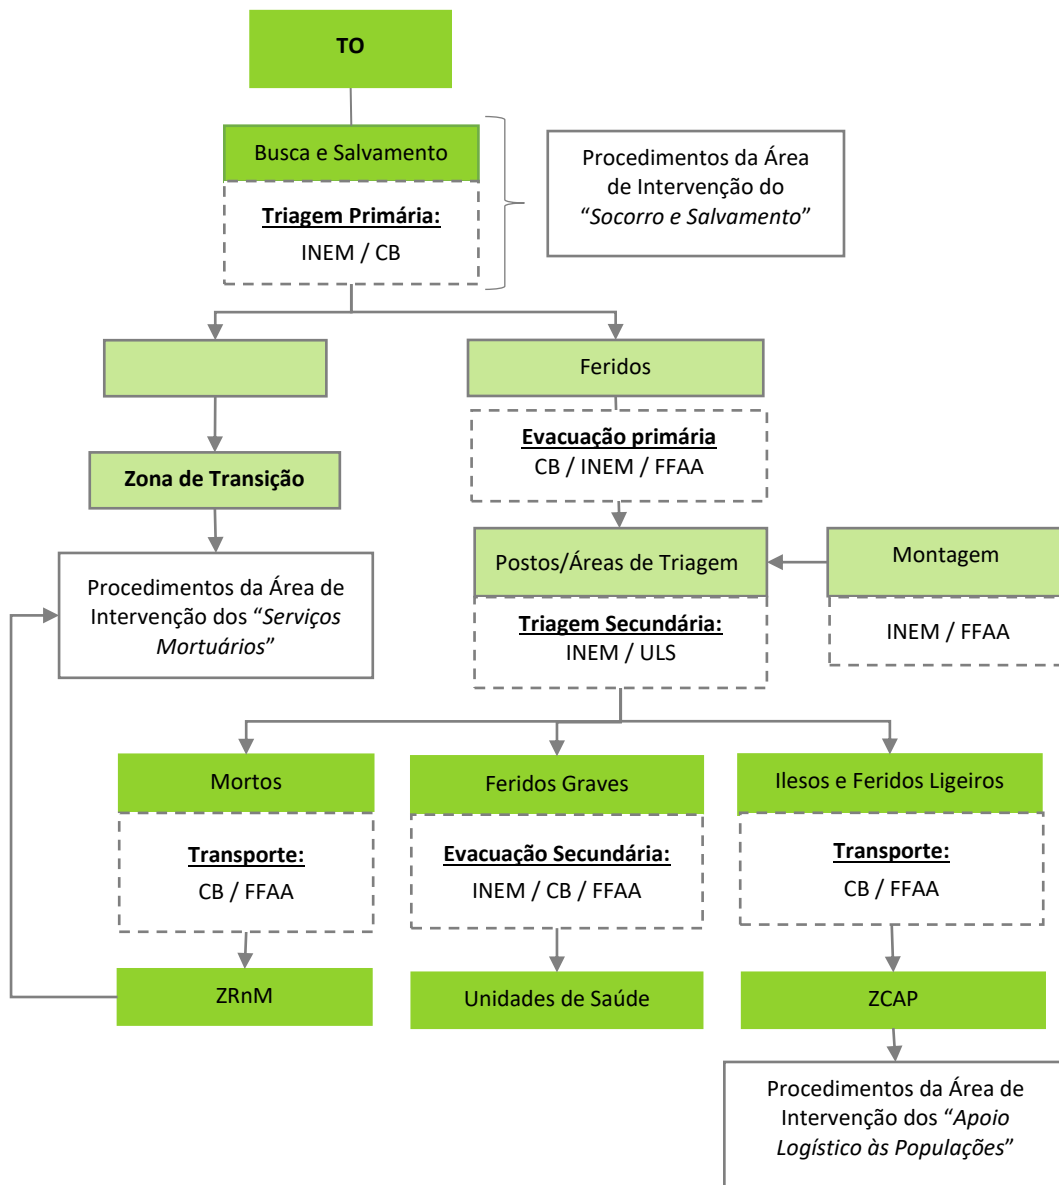 TO
Busca e Salvamento
Triagem Primária:
INEM / CB
Procedimentos da Área
de Intervenção do
“Socorro e Salvamento”
Feridos
Evacuação primária
CB / INEM / FFAA
Zona de Transição
Postos/Áreas de Triagem
Montagem
Procedimentos da Área de
Intervenção dos “Serviços
Mortuários”
Triagem Secundária:
INEM / ULS
INEM / FFAA
Mortos
Transporte:
CB / FFAA
Feridos Graves
Evacuação Secundária:
INEM / CB / FFAA
Ilesos e Feridos Ligeiros
Transporte:
CB / FFAA
ZRnM
Unidades de Saúde
ZCAP
Procedimentos da Área de
Intervenção dos “Apoio
Logístico às Populações”